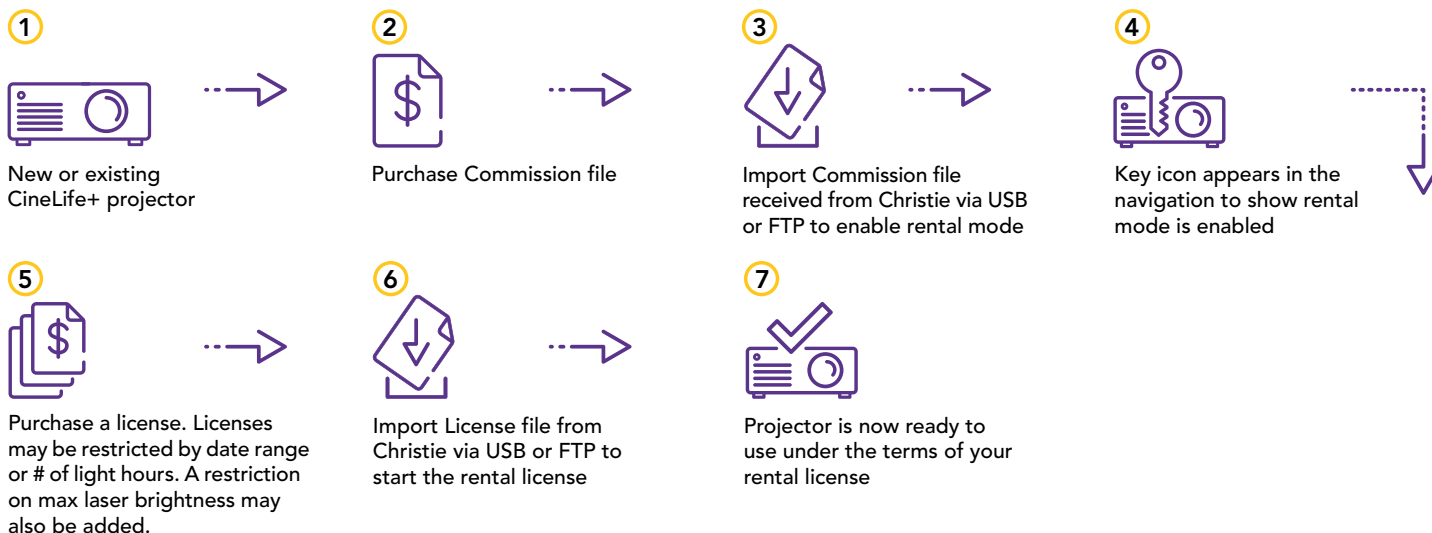 1
New or existing
CineLife+ projector
2
$
Purchase Commission file
3
Import Commission file
received from Christie via USB
or FTP to enable rental mode
4
Key icon appears in the
navigation to show rental
mode is enabled
5
$
Purchase a license. Licenses
may be restricted by date range
or # of light hours. A restriction
on max laser brightness may
also be added.
6
Import License file from
Christie via USB or FTP to
start the rental license
7
Projector is now ready to
use under the terms of your
rental license